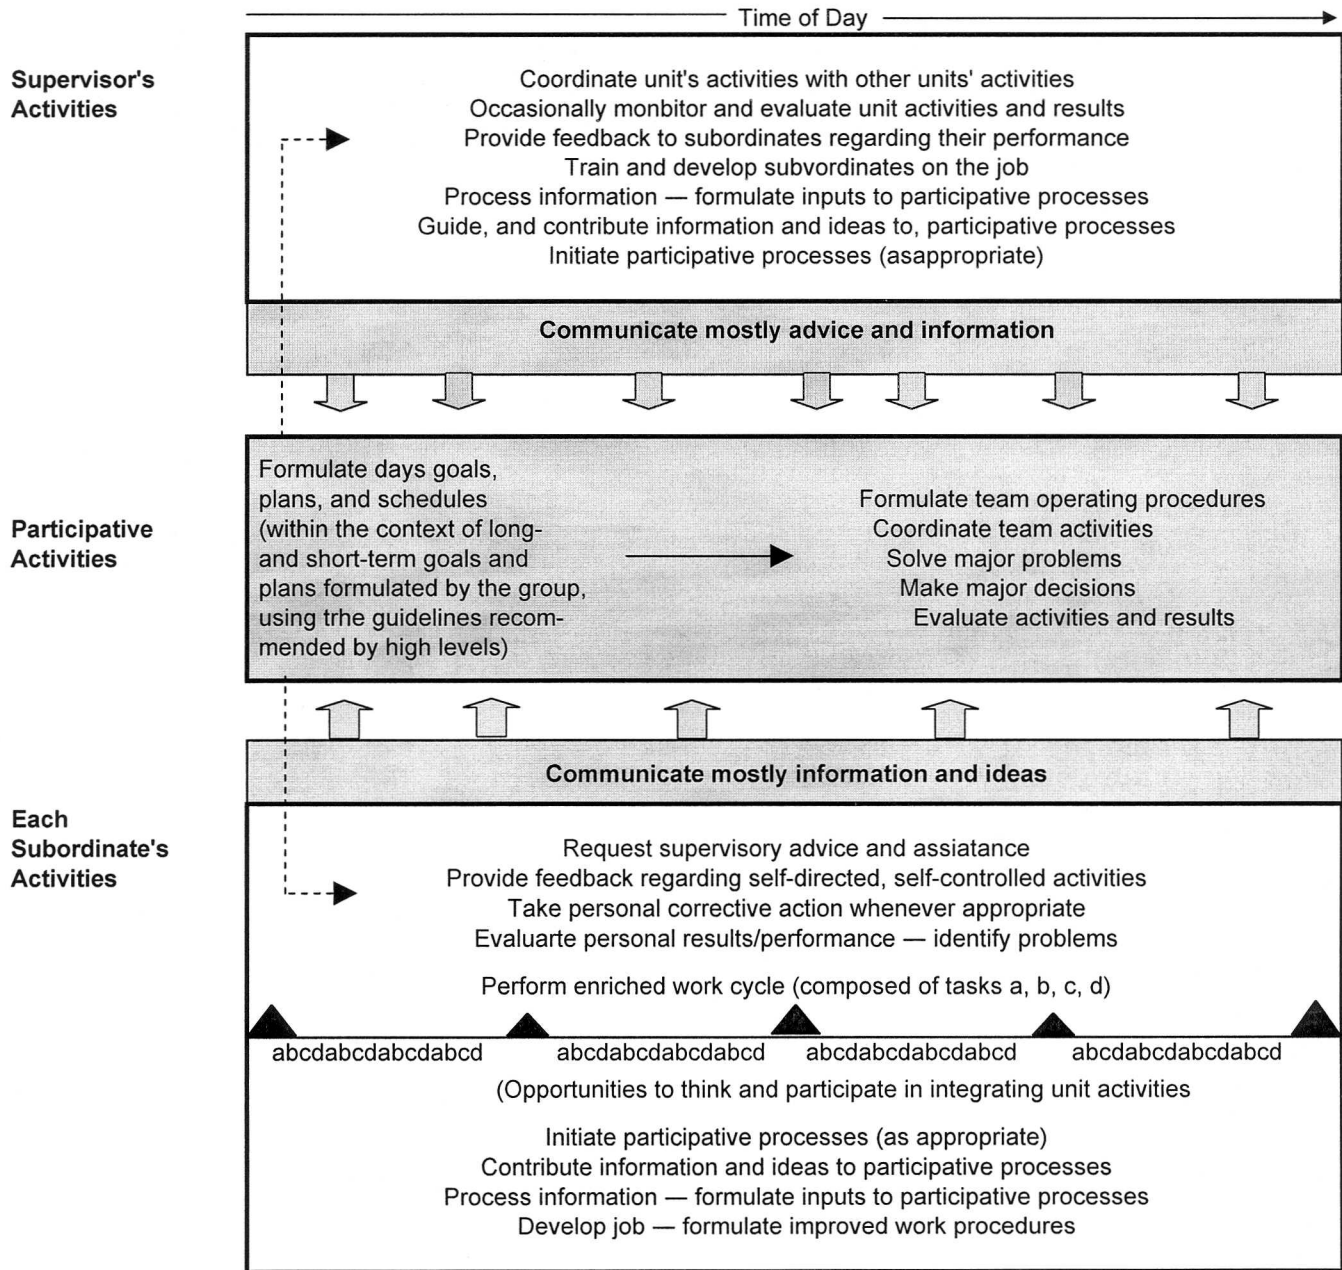 Time of Day
Supervisor's
Activities
Coordinate unit's activities with other units' activities
Occasionally monbitor and evaluate unit activities and results
Provide feedback to subordinates regarding their performance
Train and develop subvordinates on the job
Process information — formulate inputs to participative processes
Guide, and contribute information and ideas to, participative processes
Initiate participative processes (asappropriate)
Communicate mostly advice and information
Participative
Activities
Formulate days goals,
plans, and schedules
(within the context of long-
and short-term goals and
plans formulated by the group,
using trhe guidelines recom-
mended by high levels)
Formulate team operating procedures
Coordinate team activities
Solve major problems
Make major decisions
Evaluate activities and results
Communicate mostly information and ideas
Each
Subordinate's
Activities
Request supervisory advice and assiatance
Provide feedback regarding self-directed, self-controlled activities
Take personal corrective action whenever appropriate
Evaluarte personal results/performance — identify problems
Perform enriched work cycle (composed of tasks a, b, c, d)
abcdabcdabcdabcd abcdabcdabcdabcd abcdabcdabcdabcd abcdabcdabcdabcd
(Opportunities to think and participate in integrating unit activities
Initiate participative processes (as appropriate)
Contribute information and ideas to participative processes
Process information — formulate inputs to participative processes
Develop job — formulate improved work procedures